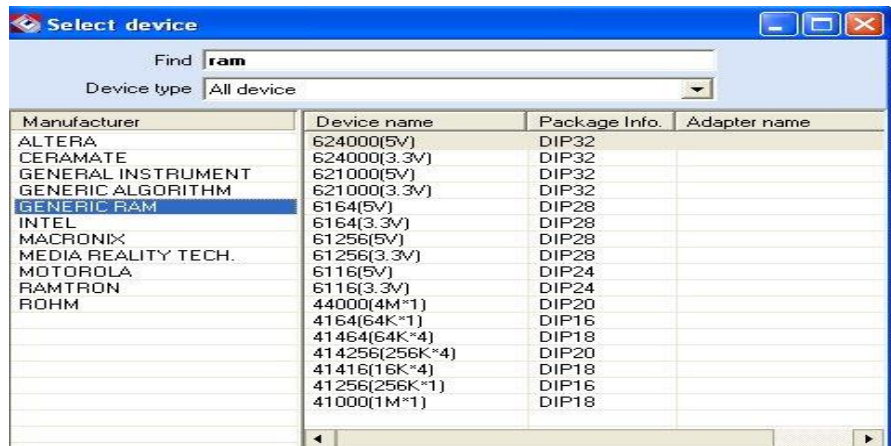 Select device
Find ram
Device type All device
Manufacturer Device name Package Info. Adapter name
ALTERA 624000(5V) DIP32
CERAMATE 624000(3.3V) DIP32
GENERAL INSTRUMENT 621000(5V) DIP32
GENERIC ALGORITHM 621000(3.3V) DIP32
GENERIC RAM 6164(5V) DIP28
INTEL 6164(3.3V) DIP28
MACRONIX 61256(5V) DIP28
MEDIA REALITY TECH. 61256(3.3V) DIP28
MOTOROLA 6116(5V) DIP24
RAMTRON 6116(3.3V) DIP24
ROHM 44000(4M*1) DIP20
4164(64K*1) DIP16
41464(64K*4) DIP18
414256(256K*4) DIP20
41416(16K*4) DIP18
41256(256K*1) DIP16
41000(1M*1) DIP18